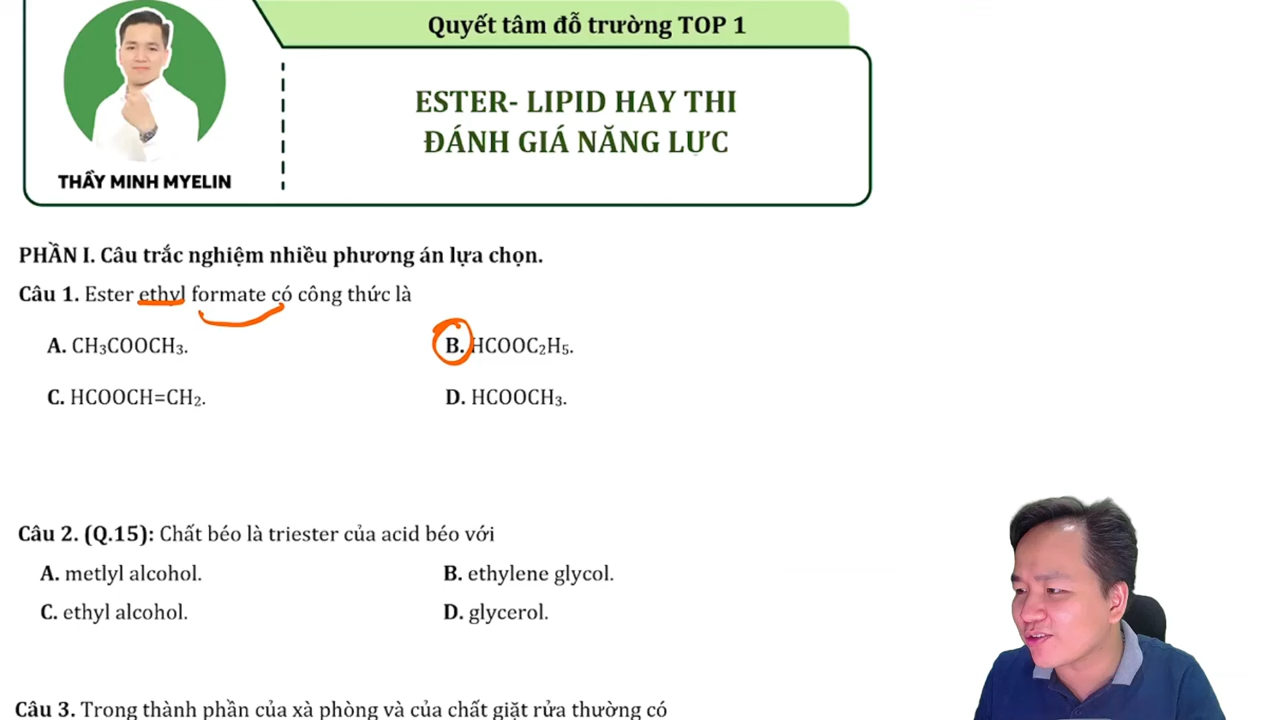 Quyết tâm đỗ trường TOP 1
ESTER- LIPID HAY THI
ĐÁNH GIÁ NĂNG LỰC
THẦY MINH MYELIN
PHẦN I. Câu trắc nghiệm nhiều phương án lựa chọn.
Câu 1. Ester ethyl formate có công thức là
A. CH₃COOCH₃.
B. HCOOC₂H₅.
C. HCOOCH=CH₂.
D. HCOOCH₃.
Câu 2. (Q.15): Chất béo là triester của acid béo với
A. metlyl alcohol.
B. ethylene glycol.
C. ethyl alcohol.
D. glycerol.
Câu 3. Trong thành phần của xà phòng và của chất giặt rửa thường có